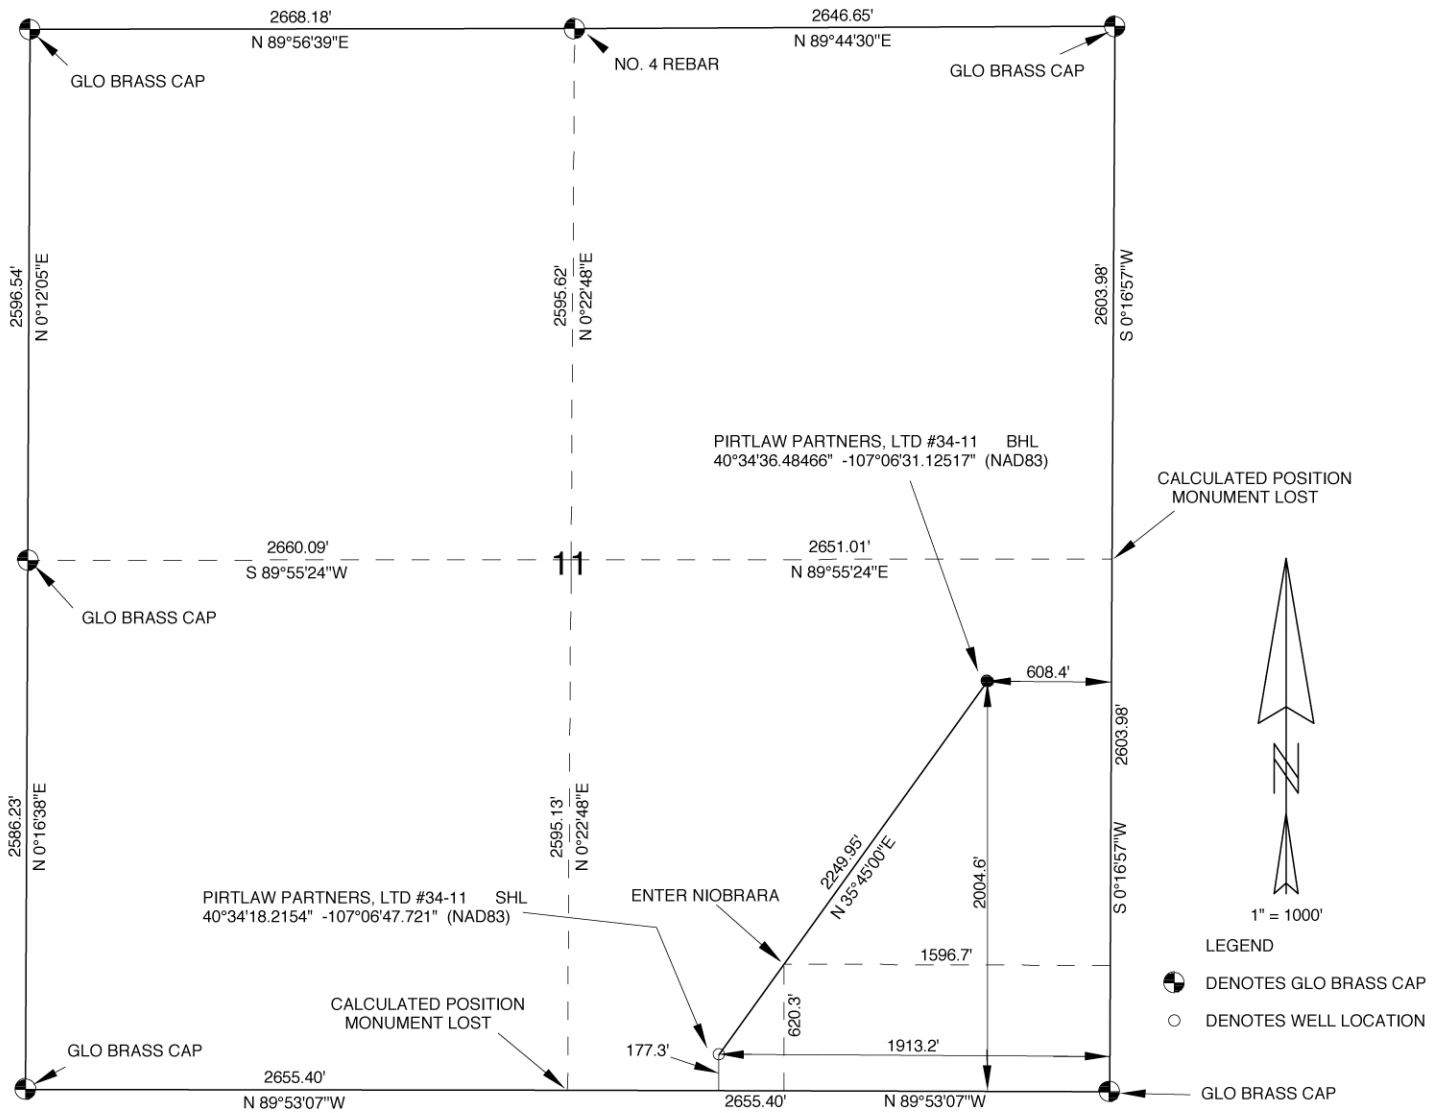 2668.18'
N 89°56'39"E
2646.65'
N 89°44'30"E
GLO BRASS CAP
NO. 4 REBAR
GLO BRASS CAP
2596.54'
N 0°12'05"E
2595.62'
N 0°22'48"E
2603.98'
S 0°16'57"W
PIRTLAW PARTNERS, LTD #34-11 BHL
40°34'36.48466" -107°06'31.12517" (NAD83)
CALCULATED POSITION
MONUMENT LOST
2660.09'
S 89°55'24"W
11
2651.01'
N 89°55'24"E
GLO BRASS CAP
608.4'
2586.23'
N 0°16'38"E
2595.13'
N 0°22'48"E
2249.95'
N 35°45'00"E
2004.6'
2603.98'
S 0°16'57"W
N
1" = 1000'
PIRTLAW PARTNERS, LTD #34-11 SHL
40°34'18.2154" -107°06'47.721" (NAD83)
ENTER NIOBRARA
1596.7'
620.3'
LEGEND
DENOTES GLO BRASS CAP
DENOTES WELL LOCATION
CALCULATED POSITION
MONUMENT LOST
177.3'
1913.2'
GLO BRASS CAP
2655.40'
N 89°53'07"W
2655.40'
N 89°53'07"W
GLO BRASS CAP